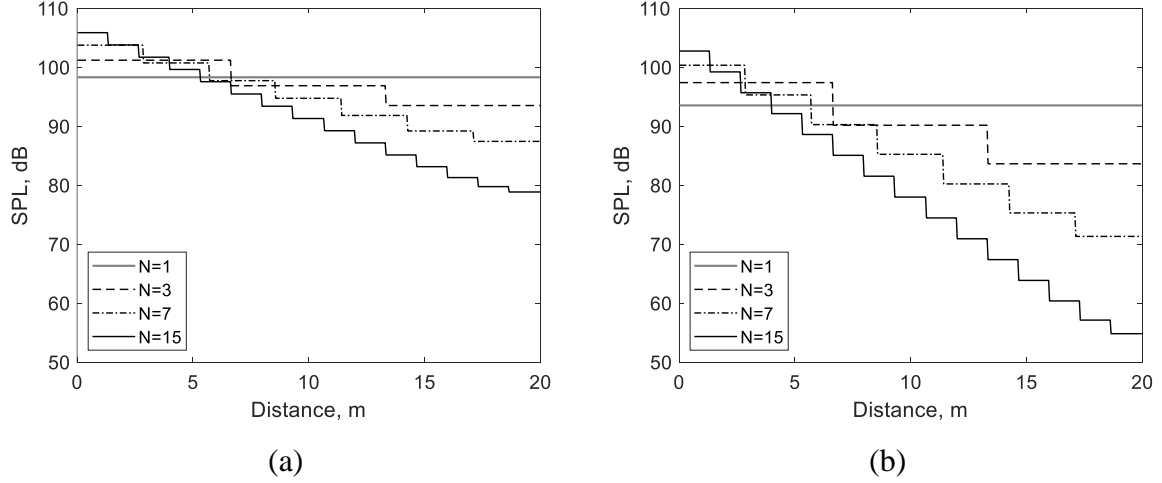 110
100
90
80
70
60
50
SPL, dB
N=1
N=3
N=7
N=15
0 5 10 15 20
Distance, m
(a)
110
100
90
80
70
60
50
SPL, dB
N=1
N=3
N=7
N=15
0 5 10 15 20
Distance, m
(b)